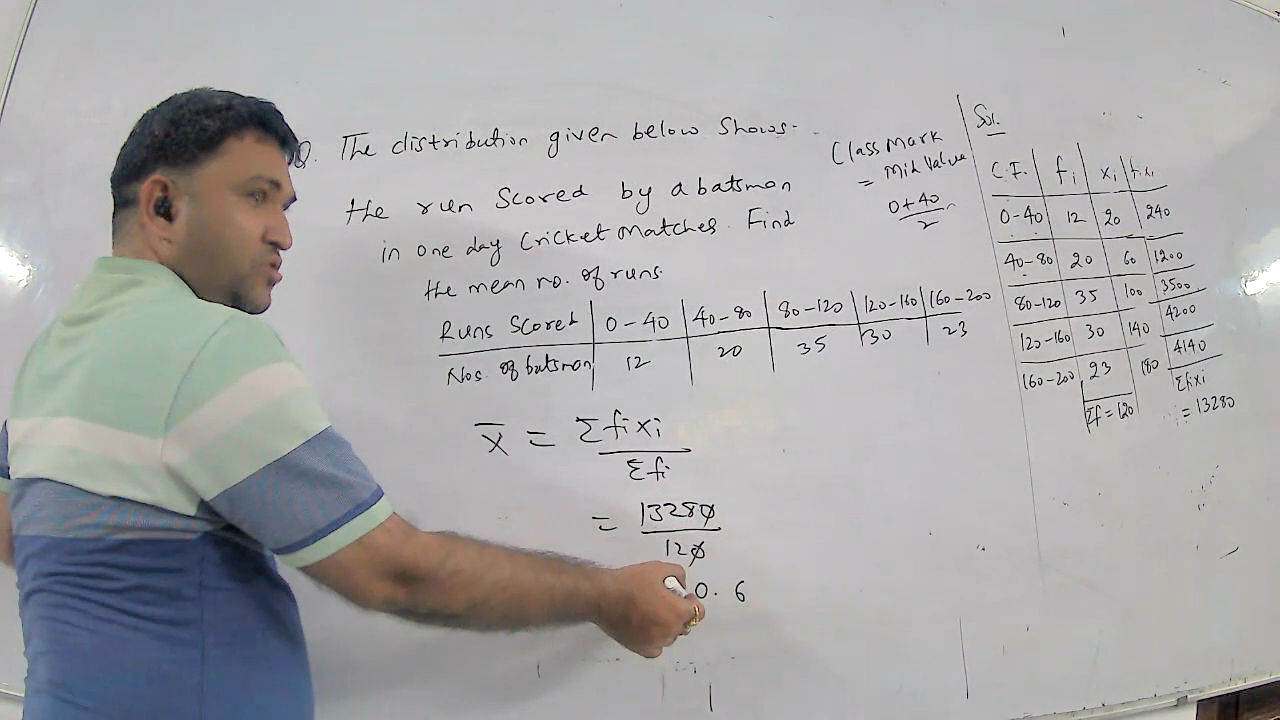 Q. The distribution given below shows.
the run scored by a batsman
in one day cricket matches. Find
the mean no. of runs.
Runs Scored 0-40 40-80 80-120 120-160 160-200
Nos. of batsman 12 20 35 30 23
x̄ = Σfixi
Σfi
= 13280
120
0.6
Class Mark
= Mid Value
0+40
2
Sol.
C.I. fi xi fixi
0-40 12 20 240
40-80 20 60 1200
80-120 35 100 3500
120-160 30 140 4200
160-200 23 180 4140
Σf = 120 Σfixi
= 13280